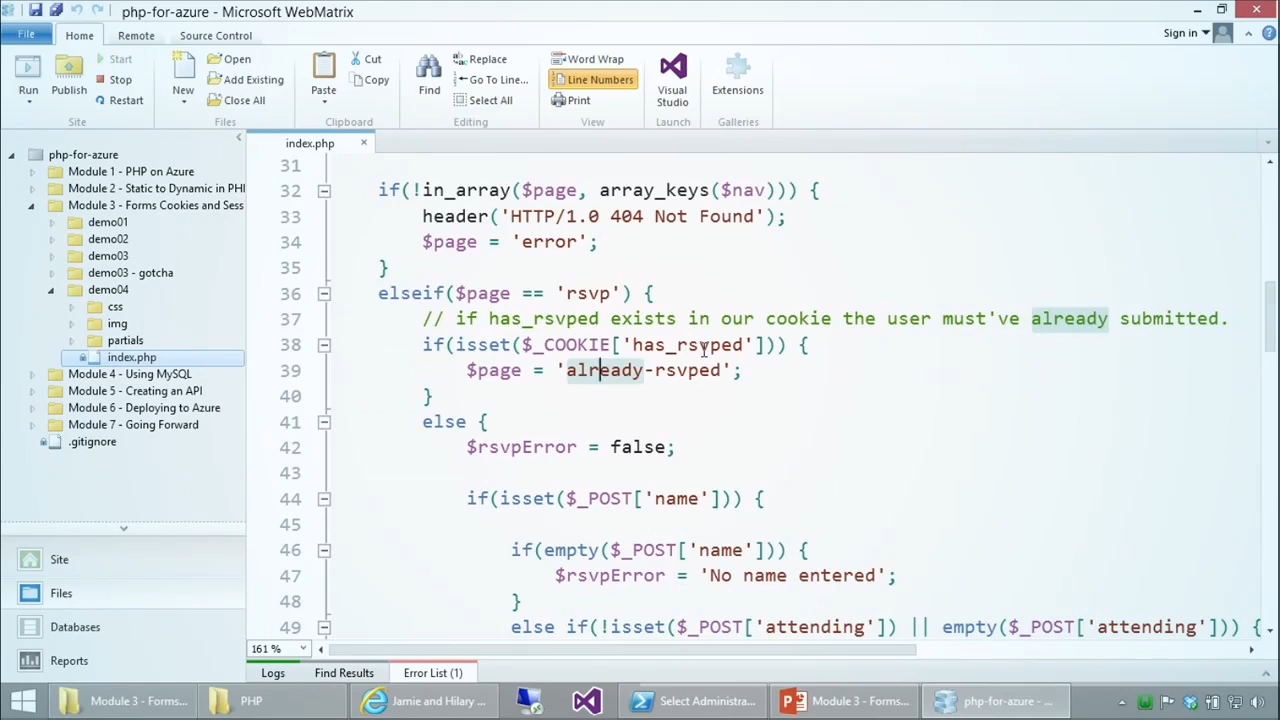 php-for-azure - Microsoft WebMatrix
File Home Remote Source Control Sign in
Run Publish Start Stop Restart New Open Add Existing Close All Paste Cut Copy Find Replace Go To Line... Select All Word Wrap Line Numbers Print Visual Studio Extensions
Site Files Clipboard Editing View Launch Galleries
index.php
php-for-azure
Module 1 - PHP on Azure
Module 2 - Static to Dynamic in PHI
Module 3 - Forms Cookies and Sess
demo01
demo02
demo03
demo03 - gotcha
demo04
css
img
partials
index.php
Module 4 - Using MySQL
Module 5 - Creating an API
Module 6 - Deploying to Azure
Module 7 - Going Forward
.gitignore
Site
Files
Databases
Reports
31
32 if(!in_array($page, array_keys($nav))) {
33 header('HTTP/1.0 404 Not Found');
34 $page = 'error';
35 }
36 elseif($page == 'rsvp') {
37 // if has_rsvped exists in our cookie the user must've already submitted.
38 if(isset($_COOKIE['has_rsvped'])) {
39 $page = 'already-rsvped';
40 }
41 else {
42 $rsvpError = false;
43
44 if(isset($_POST['name'])) {
45
46 if(empty($_POST['name'])) {
47 $rsvpError = 'No name entered';
48 }
49 else if(!isset($_POST['attending']) || empty($_POST['attending'])) {
161 %
Logs Find Results Error List (1)
Module 3 - Forms... PHP Jamie and Hilary ... Select Administra... Module 3 - Forms... php-for-azure - ...